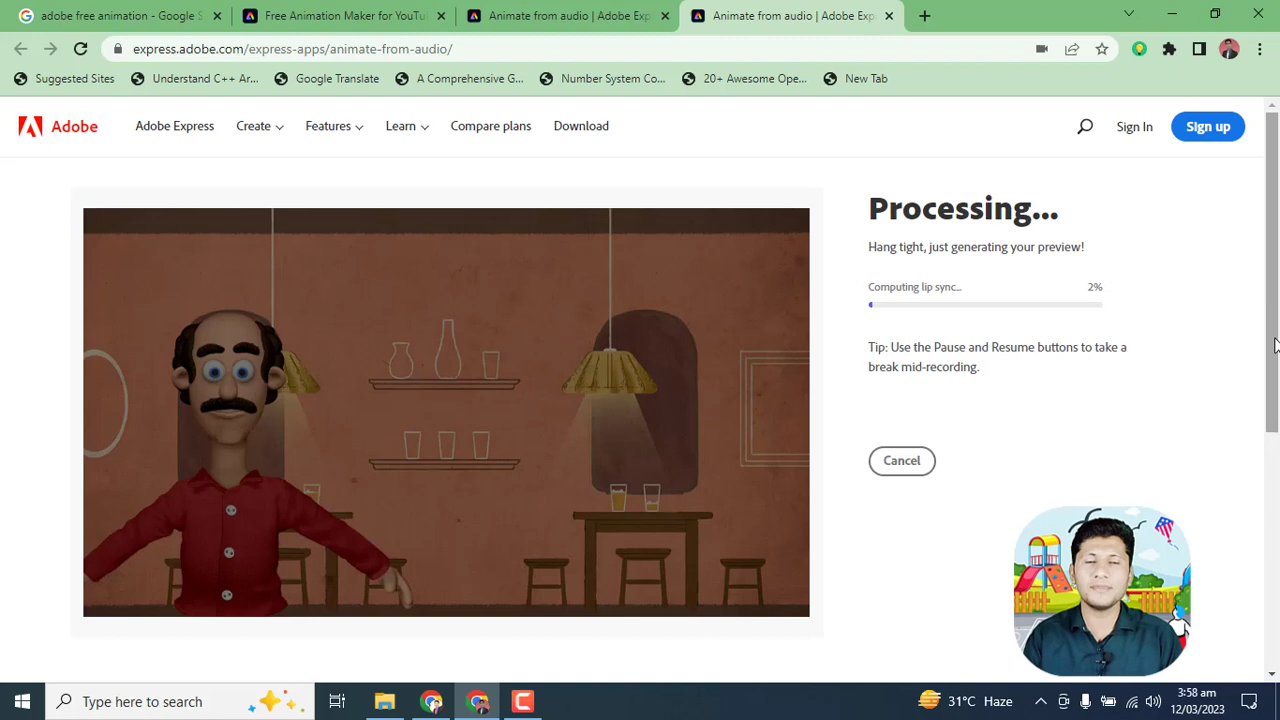 adobe free animation - Google S
Free Animation Maker for YouTu
Animate from audio | Adobe Exp
Animate from audio | Adobe Exp
express.adobe.com/express-apps/animate-from-audio/
Suggested Sites
Understand C++ Ar...
Google Translate
A Comprehensive G...
Number System Co...
20+ Awesome Ope...
New Tab
Adobe
Adobe Express
Create
Features
Learn
Compare plans
Download
Sign In
Sign up
Processing...
Hang tight, just generating your preview!
Computing lip sync... 2%
Tip: Use the Pause and Resume buttons to take a
break mid-recording.
Cancel
Type here to search
31°C Haze
3:58 am
12/03/2023